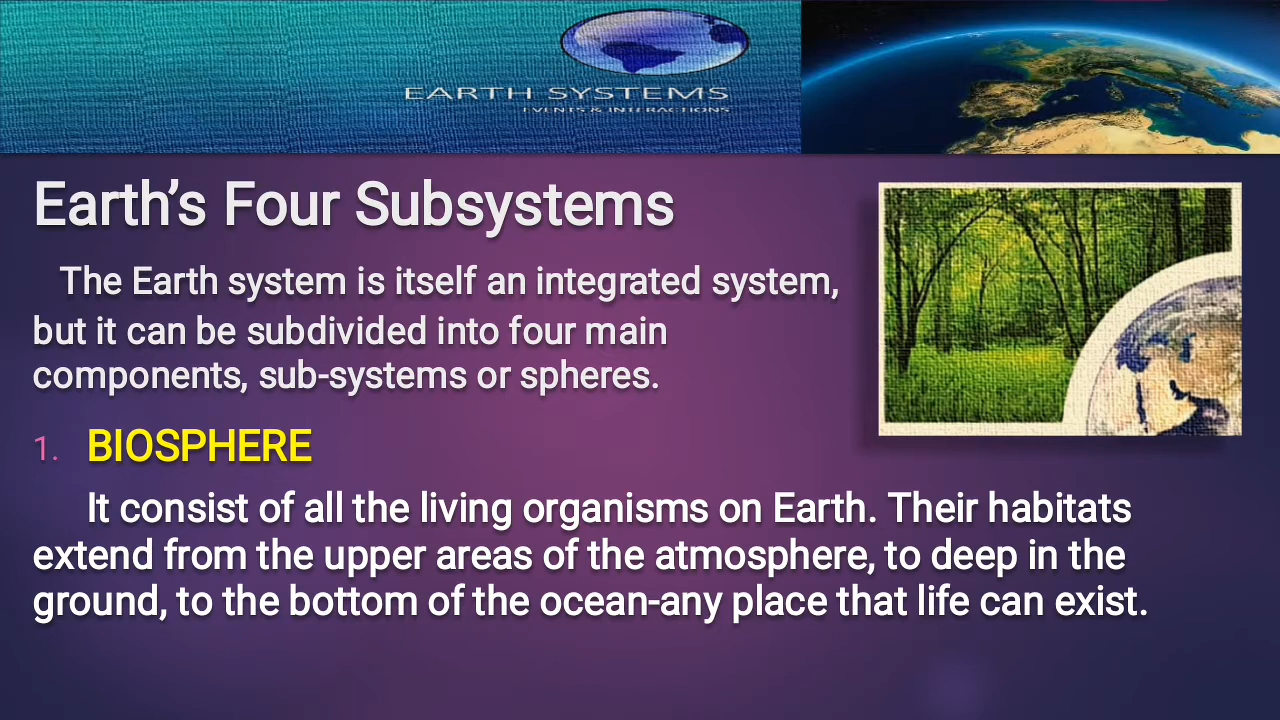 EARTH SYSTEMS
EVENTS & INTERACTIONS
Earth’s Four Subsystems
The Earth system is itself an integrated system,
but it can be subdivided into four main
components, sub-systems or spheres.
1. BIOSPHERE
It consist of all the living organisms on Earth. Their habitats
extend from the upper areas of the atmosphere, to deep in the
ground, to the bottom of the ocean-any place that life can exist.